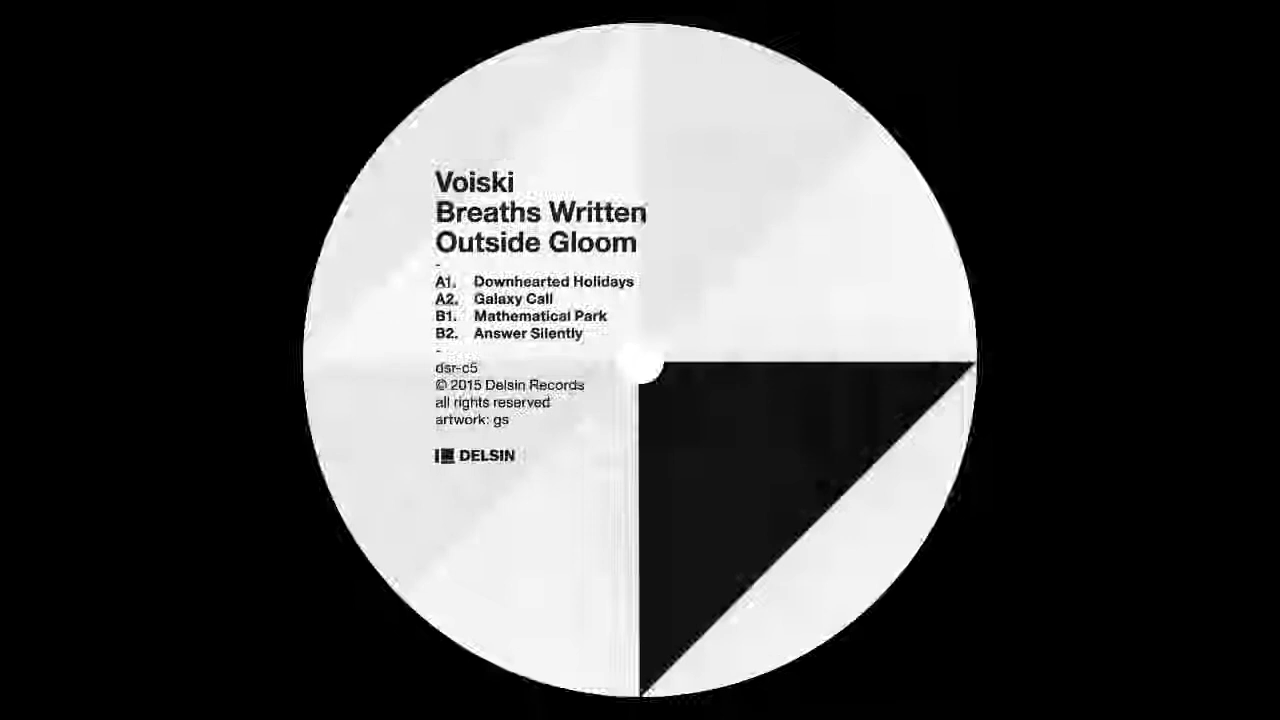 Voiski
Breaths Written
Outside Gloom
-
A1. Downhearted Holidays
A2. Galaxy Call
B1. Mathematical Park
B2. Answer Silently
-
dsr-c5
© 2015 Delsin Records
all rights reserved
artwork: gs
DELSIN